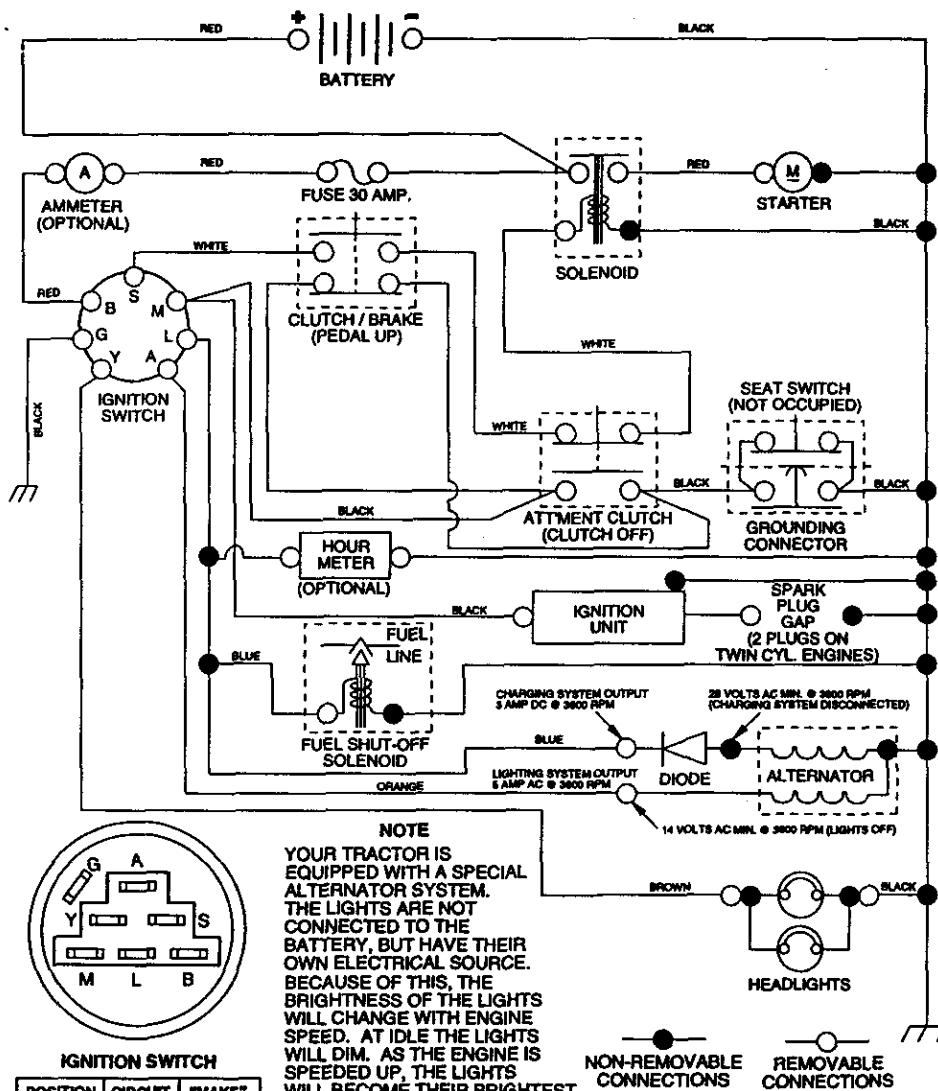 RED
+
-
BLACK
BATTERY
A
RED
AMMETER
(OPTIONAL)
FUSE 30 AMP.
RED
M
STARTER
BLACK
SOLENOID
WHITE
CLUTCH / BRAKE
(PEDAL UP)
RED
S
B
M
G
L
Y
A
IGNITION
SWITCH
BLACK
WHITE
WHITE
SEAT SWITCH
(NOT OCCUPIED)
BLACK
BLACK
BLACK
ATT'MENT CLUTCH
(CLUTCH OFF)
GROUNDING
CONNECTOR
HOUR
METER
(OPTIONAL)
BLACK
IGNITION
UNIT
SPARK
PLUG
GAP
(2 PLUGS ON
TWIN CYL. ENGINES)
FUEL
LINE
BLUE
FUEL SHUT-OFF
SOLENOID
CHARGING SYSTEM OUTPUT
3 AMP DC @ 3600 RPM
28 VOLTS AC MIN. @ 3600 RPM
(CHARGING SYSTEM DISCONNECTED)
BLUE
DIODE
ALTERNATOR
ORANGE
LIGHTING SYSTEM OUTPUT
5 AMP AC @ 3600 RPM
14 VOLTS AC MIN. @ 3600 RPM (LIGHTS OFF)
BROWN
BLACK
HEADLIGHTS
G
A
Y
S
M
L
B
IGNITION SWITCH
POSITION CIRCUIT "MAKE"
NOTE
YOUR TRACTOR IS
EQUIPPED WITH A SPECIAL
ALTERNATOR SYSTEM.
THE LIGHTS ARE NOT
CONNECTED TO THE
BATTERY, BUT HAVE THEIR
OWN ELECTRICAL SOURCE.
BECAUSE OF THIS, THE
BRIGHTNESS OF THE LIGHTS
WILL CHANGE WITH ENGINE
SPEED. AT IDLE THE LIGHTS
WILL DIM. AS THE ENGINE IS
SPEEDED UP, THE LIGHTS
WILL BECOME THEIR BRIGHTEST
NON-REMOVABLE
CONNECTIONS
REMOVABLE
CONNECTIONS